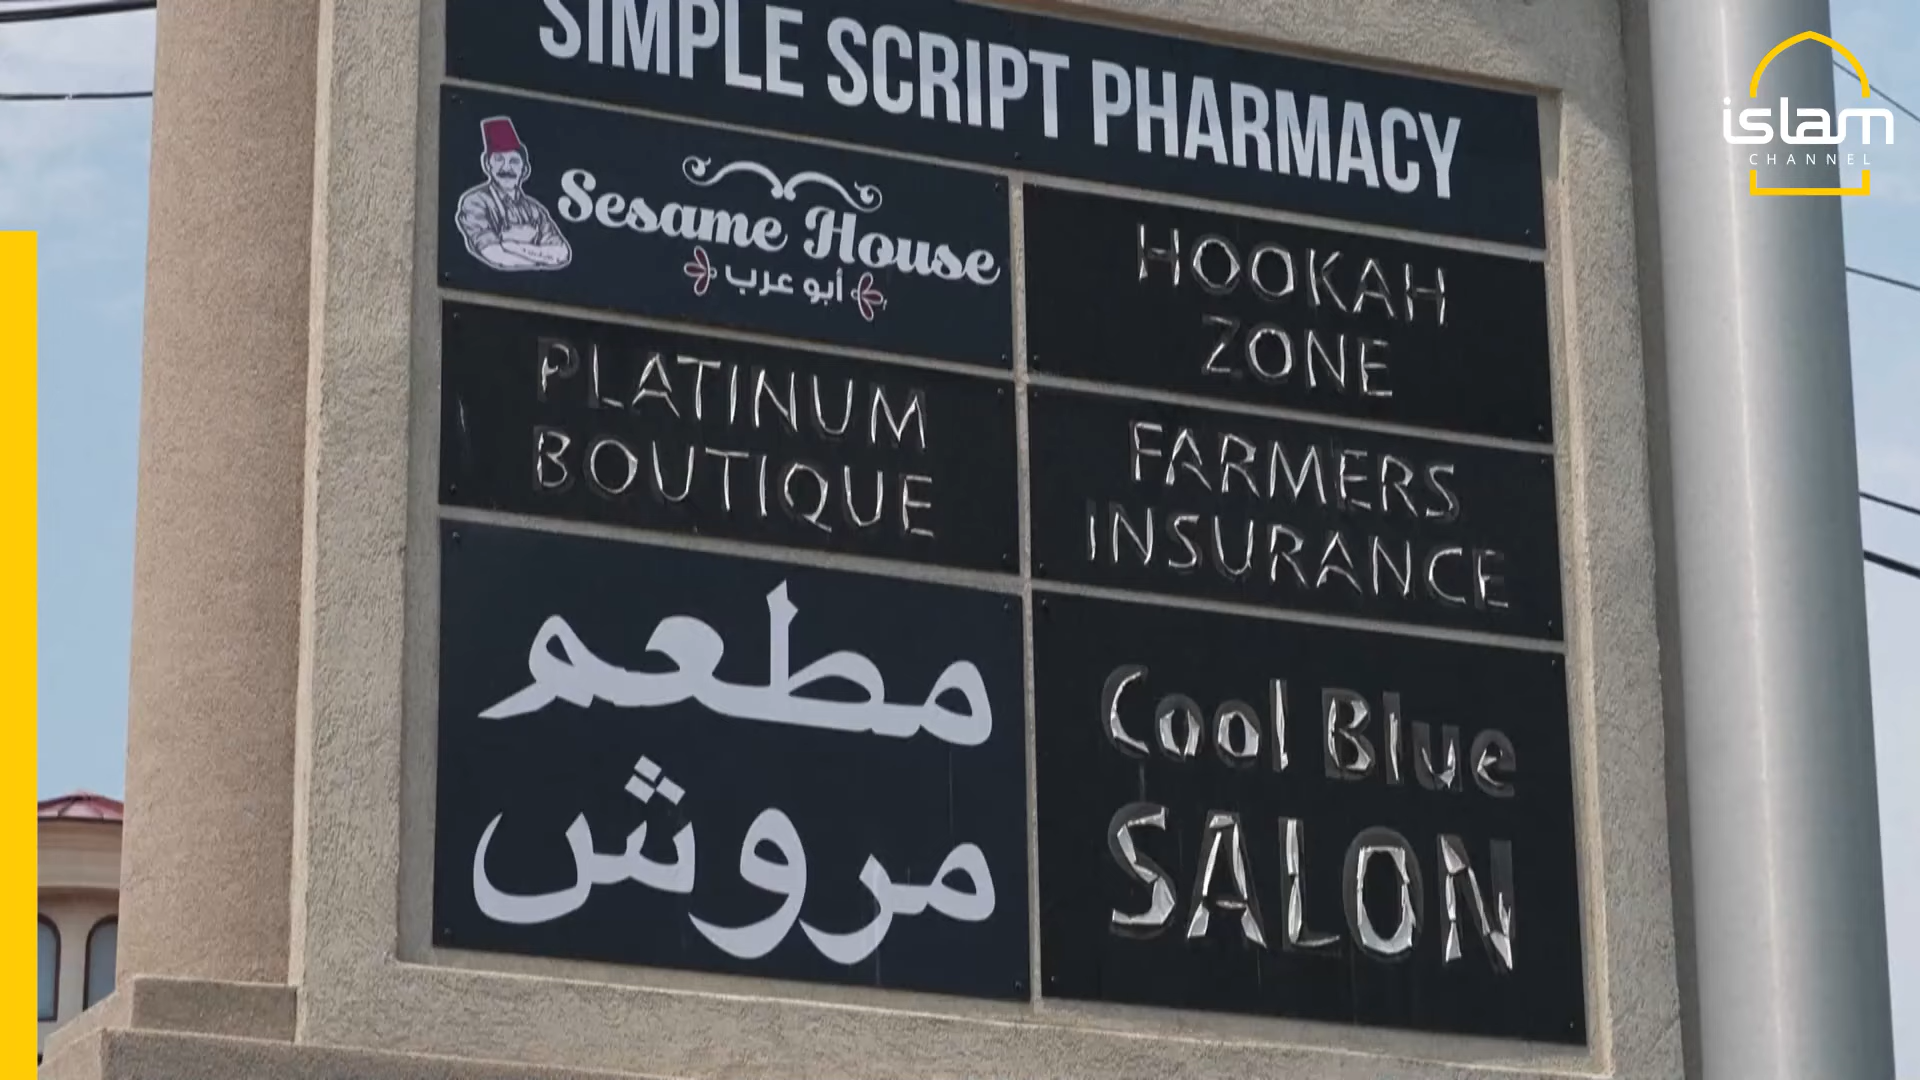 SIMPLE SCRIPT PHARMACY
Sesame House
أبو عرب
HOOKAH
ZONE
PLATINUM
BOUTIQUE
FARMERS
INSURANCE
مطعم
مروش
Cool Blue
SALON
islam
CHANNEL